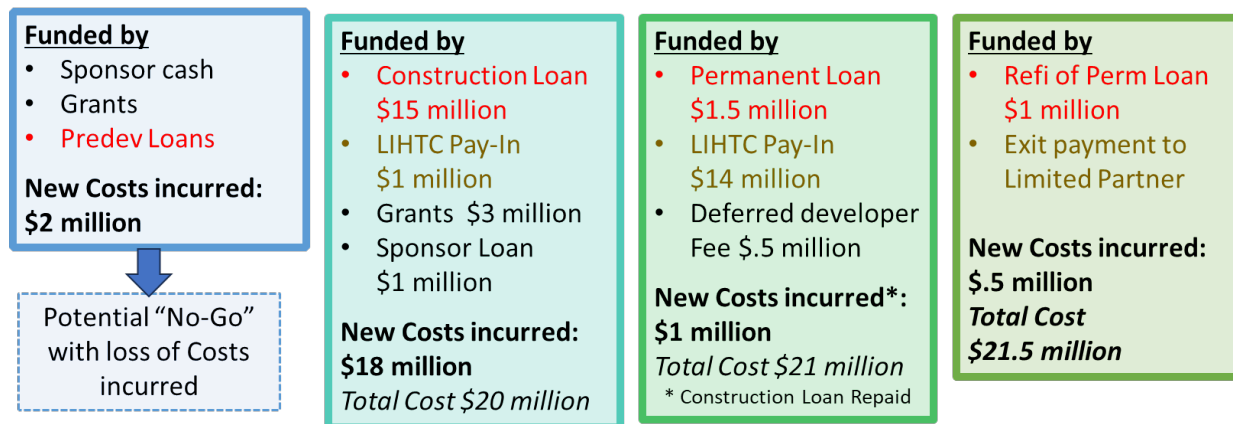 Funded by
• Sponsor cash
• Grants
• Predev Loans
New Costs incurred:
$2 million
Potential “No-Go”
with loss of Costs
incurred
Funded by
• Construction Loan
$15 million
• LIHTC Pay-In
$1 million
• Grants $3 million
• Sponsor Loan
$1 million
New Costs incurred:
$18 million
Total Cost $20 million
Funded by
• Permanent Loan
$1.5 million
• LIHTC Pay-In
$14 million
• Deferred developer
Fee $.5 million
New Costs incurred*:
$1 million
Total Cost $21 million
* Construction Loan Repaid
Funded by
• Refi of Perm Loan
$1 million
• Exit payment to
Limited Partner
New Costs incurred:
$.5 million
Total Cost
$21.5 million